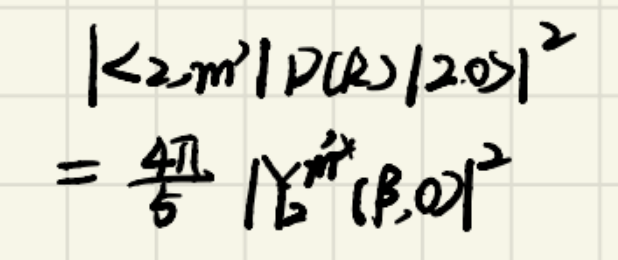 |<2,m'|D(R)|2.0>|²
= 4π/5 |Y₂^{m'*}(β,0)|²